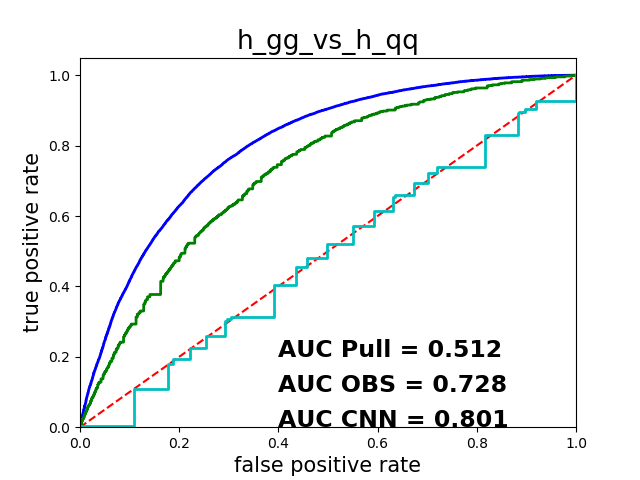 h_gg_vs_h_qq
true positive rate
1.0
0.8
0.6
0.4
0.2
0.0
AUC Pull = 0.512
AUC OBS = 0.728
AUC CNN = 0.801
0.0 0.2 0.4 0.6 0.8 1.0
false positive rate